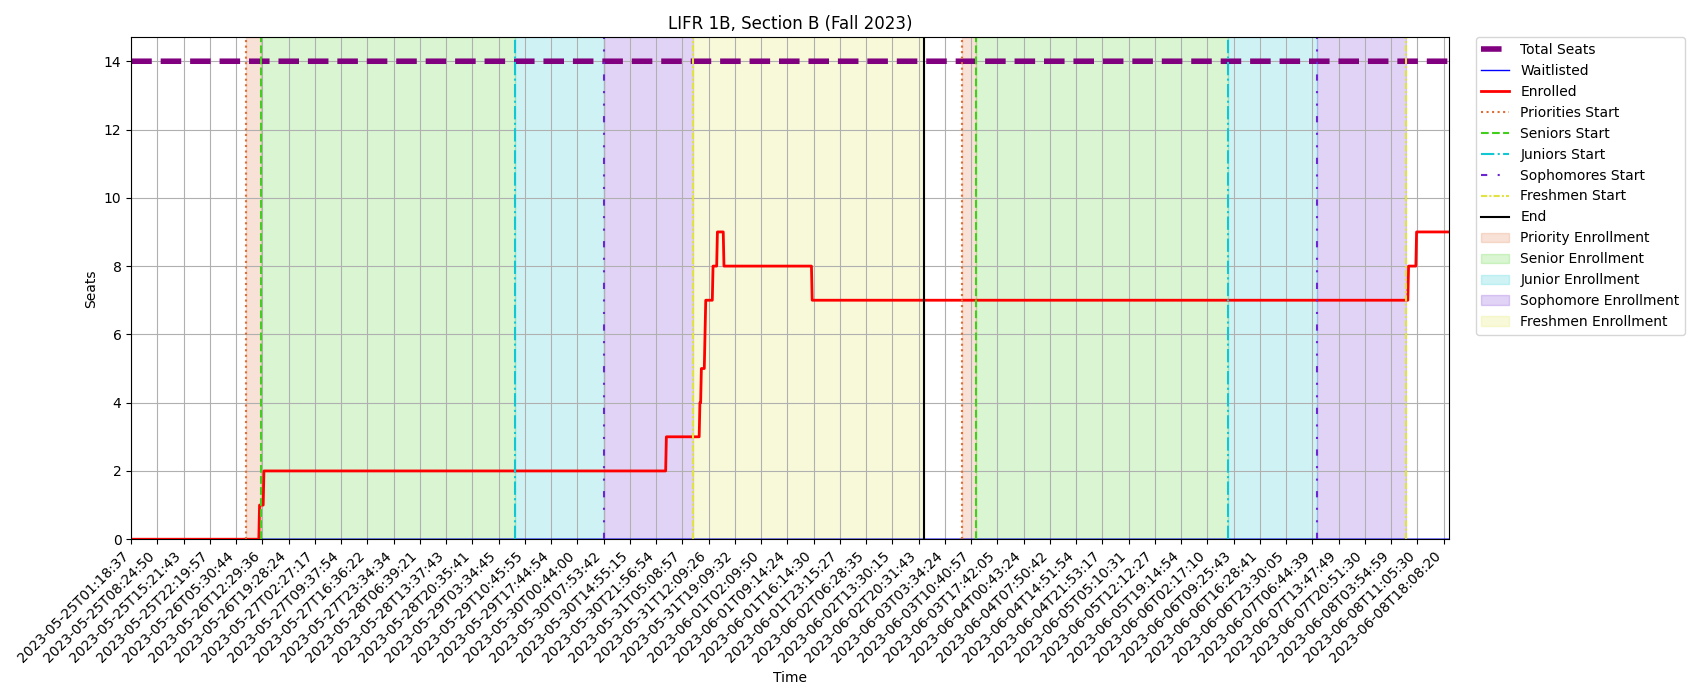 LIFR 1B, Section B (Fall 2023)
Seats
14
12
10
8
6
4
2
0
2023-05-25T01:18:37
2023-05-25T08:24:50
2023-05-25T15:21:43
2023-05-25T22:19:57
2023-05-26T05:30:44
2023-05-26T12:29:36
2023-05-26T19:28:24
2023-05-27T02:27:17
2023-05-27T09:37:54
2023-05-27T16:36:22
2023-05-27T23:34:34
2023-05-28T06:39:21
2023-05-28T13:37:43
2023-05-28T20:35:41
2023-05-29T03:34:45
2023-05-29T10:45:55
2023-05-29T17:44:54
2023-05-30T00:44:00
2023-05-30T07:53:42
2023-05-30T14:55:15
2023-05-30T21:56:54
2023-05-31T05:08:57
2023-05-31T12:09:26
2023-05-31T19:09:32
2023-06-01T02:09:50
2023-06-01T09:14:24
2023-06-01T16:14:30
2023-06-01T23:15:27
2023-06-02T06:28:35
2023-06-02T13:30:15
2023-06-02T20:31:43
2023-06-03T03:34:24
2023-06-03T10:40:57
2023-06-03T17:42:05
2023-06-04T00:43:24
2023-06-04T07:50:42
2023-06-04T14:51:54
2023-06-04T21:53:17
2023-06-05T05:10:31
2023-06-05T12:12:27
2023-06-05T19:14:54
2023-06-06T02:17:10
2023-06-06T09:25:43
2023-06-06T16:28:41
2023-06-06T23:30:05
2023-06-07T06:44:39
2023-06-07T13:47:49
2023-06-07T20:51:30
2023-06-08T03:54:59
2023-06-08T11:05:30
2023-06-08T18:08:20
Time
Total Seats
Waitlisted
Enrolled
Priorities Start
Seniors Start
Juniors Start
Sophomores Start
Freshmen Start
End
Priority Enrollment
Senior Enrollment
Junior Enrollment
Sophomore Enrollment
Freshmen Enrollment